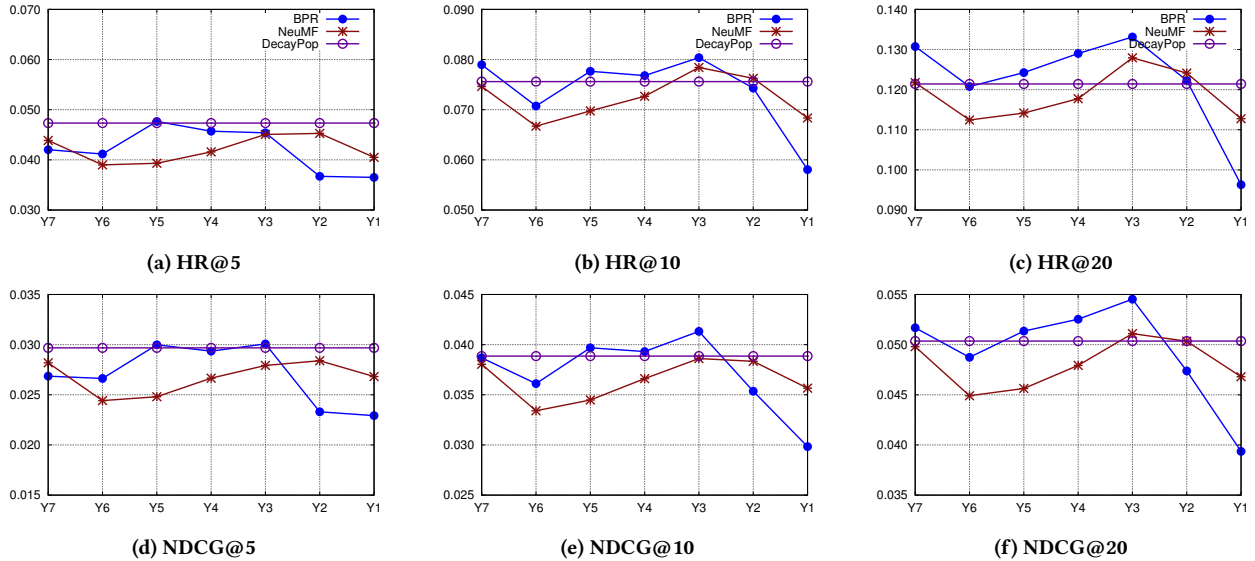 0.070
0.060
0.050
0.040
0.030
Y7 Y6 Y5 Y4 Y3 Y2 Y1
BPR
NeuMF
DecayPop
(a) HR@5
0.090
0.080
0.070
0.060
0.050
Y7 Y6 Y5 Y4 Y3 Y2 Y1
BPR
NeuMF
DecayPop
(b) HR@10
0.140
0.130
0.120
0.110
0.100
0.090
Y7 Y6 Y5 Y4 Y3 Y2 Y1
BPR
NeuMF
DecayPop
(c) HR@20
0.035
0.030
0.025
0.020
0.015
Y7 Y6 Y5 Y4 Y3 Y2 Y1
(d) NDCG@5
0.045
0.040
0.035
0.030
0.025
Y7 Y6 Y5 Y4 Y3 Y2 Y1
(e) NDCG@10
0.055
0.050
0.045
0.040
0.035
Y7 Y6 Y5 Y4 Y3 Y2 Y1
(f) NDCG@20